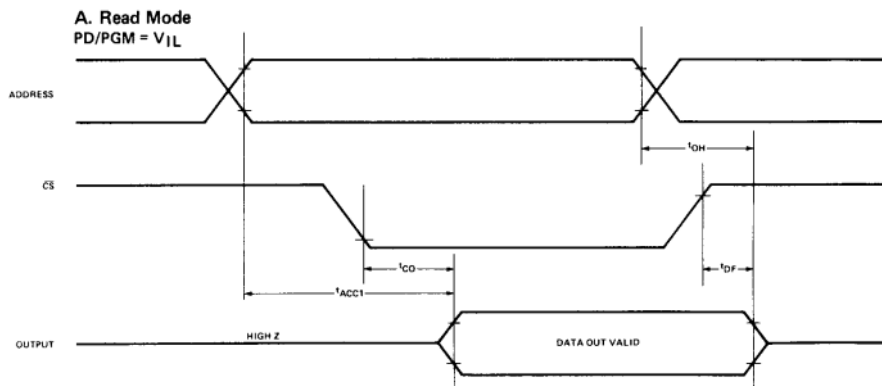 A. Read Mode
PD/PGM = VIL
ADDRESS
tOH
CS
tCO
tDF
tACC1
HIGH Z
DATA OUT VALID
OUTPUT